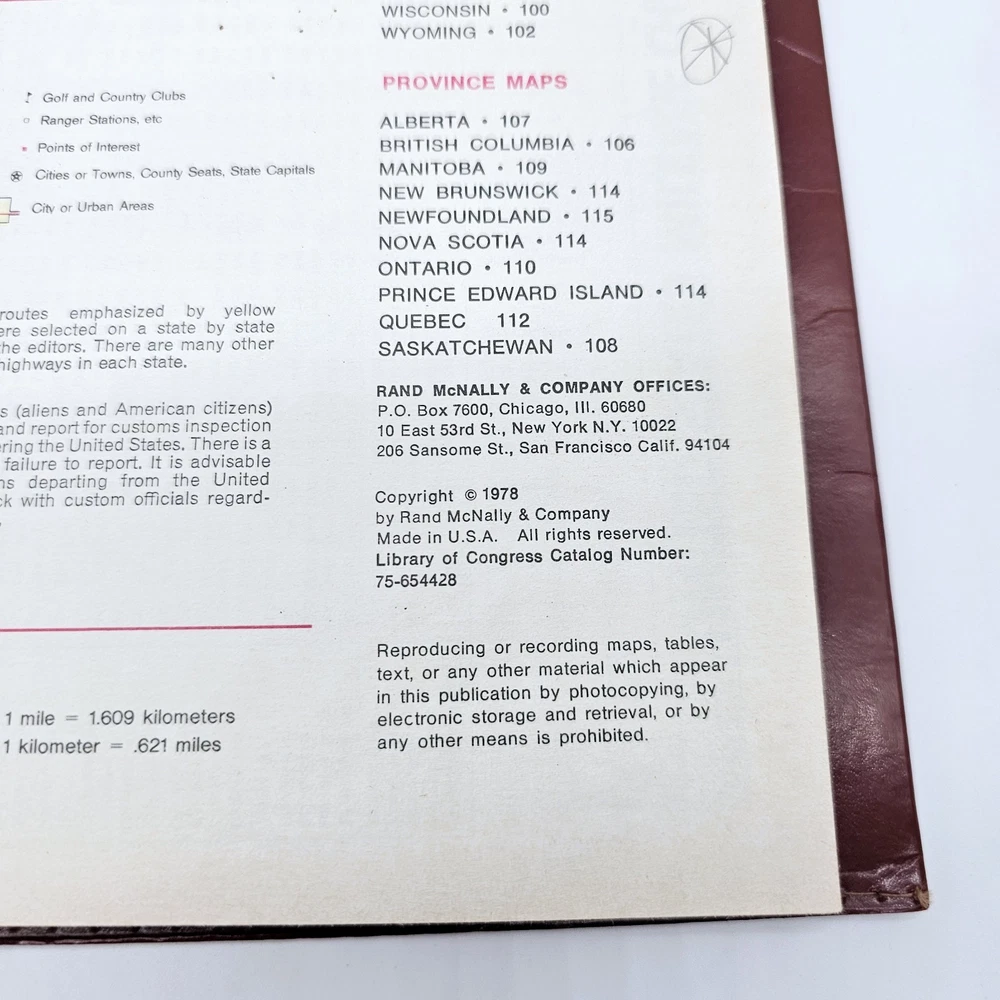 Golf and Country Clubs
Ranger Stations, etc
Points of Interest
Cities or Towns, County Seats, State Capitals
City or Urban Areas
routes emphasized by yellow
ere selected on a state by state
he editors. There are many other
highways in each state.
s (aliens and American citizens)
and report for customs inspection
ring the United States. There is a
failure to report. It is advisable
ns departing from the United
ck with custom officials regard-
1 mile = 1.609 kilometers
1 kilometer = .621 miles
WISCONSIN • 100
WYOMING • 102
PROVINCE MAPS
ALBERTA • 107
BRITISH COLUMBIA • 106
MANITOBA • 109
NEW BRUNSWICK • 114
NEWFOUNDLAND • 115
NOVA SCOTIA • 114
ONTARIO • 110
PRINCE EDWARD ISLAND • 114
QUEBEC 112
SASKATCHEWAN • 108
RAND McNALLY & COMPANY OFFICES:
P.O. Box 7600, Chicago, Ill. 60680
10 East 53rd St., New York N.Y. 10022
206 Sansome St., San Francisco Calif. 94104
Copyright © 1978
by Rand McNally & Company
Made in U.S.A. All rights reserved.
Library of Congress Catalog Number:
75-654428
Reproducing or recording maps, tables,
text, or any other material which appear
in this publication by photocopying, by
electronic storage and retrieval, or by
any other means is prohibited.